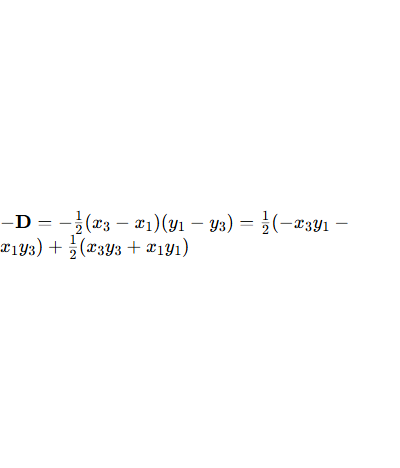 −D = −½(x₃ − x₁)(y₁ − y₃) = ½(−x₃y₁ −
x₁y₃) + ½(x₃y₃ + x₁y₁)